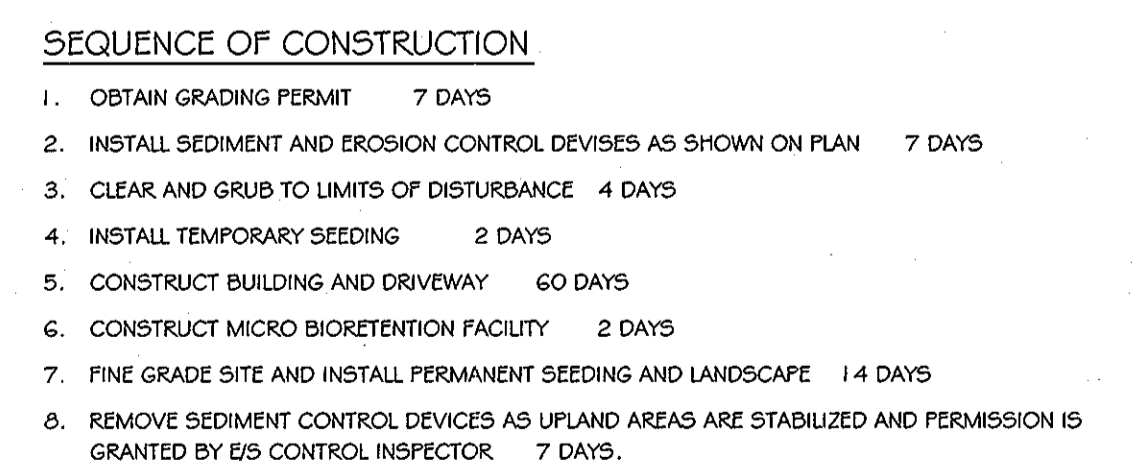 SEQUENCE OF CONSTRUCTION
1. OBTAIN GRADING PERMIT 7 DAYS
2. INSTALL SEDIMENT AND EROSION CONTROL DEVISES AS SHOWN ON PLAN 7 DAYS
3. CLEAR AND GRUB TO LIMITS OF DISTURBANCE 4 DAYS
4. INSTALL TEMPORARY SEEDING 2 DAYS
5. CONSTRUCT BUILDING AND DRIVEWAY 60 DAYS
6. CONSTRUCT MICRO BIORETENTION FACILITY 2 DAYS
7. FINE GRADE SITE AND INSTALL PERMANENT SEEDING AND LANDSCAPE 14 DAYS
8. REMOVE SEDIMENT CONTROL DEVICES AS UPLAND AREAS ARE STABILIZED AND PERMISSION IS
GRANTED BY E/S CONTROL INSPECTOR 7 DAYS.